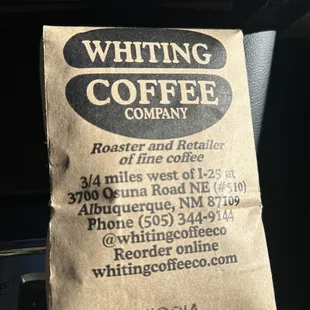 WHITING
COFFEE
COMPANY
Roaster and Retailer
of fine coffee
3/4 miles west of I-25 at
3700 Osuna Road NE (#510)
Albuquerque, NM 87109
Phone (505) 344-9144
@whitingcoffeeco
Reorder online
whitingcoffeeco.com